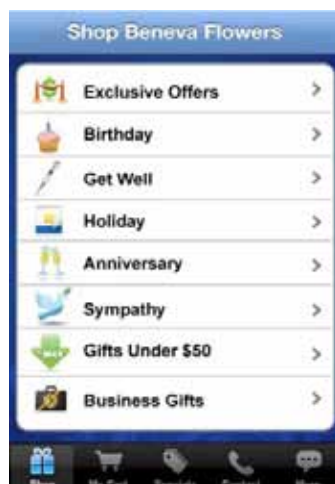 Shop Beneva Flowers
Exclusive Offers
Birthday
Get Well
Holiday
Anniversary
Sympathy
Gifts Under $50
Business Gifts